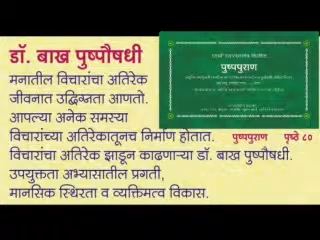 डॉ. बाख पुष्पौषधी
मनातील विचारांचा अतिरेक
जीवनात उद्विग्नता आणतो.
आपल्या अनेक समस्या
विचारांच्या अतिरेकातूनच निर्माण होतात. पुष्पपुराण पृष्ठे ८०
विचारांचा अतिरेक झाडून काढणाऱ्या डॉ. बाख पुष्पौषधी.
उपयुक्तता अभ्यासातील प्रगती,
मानसिक स्थिरता व व्यक्तिमत्व विकास.
पुष्पपुराण